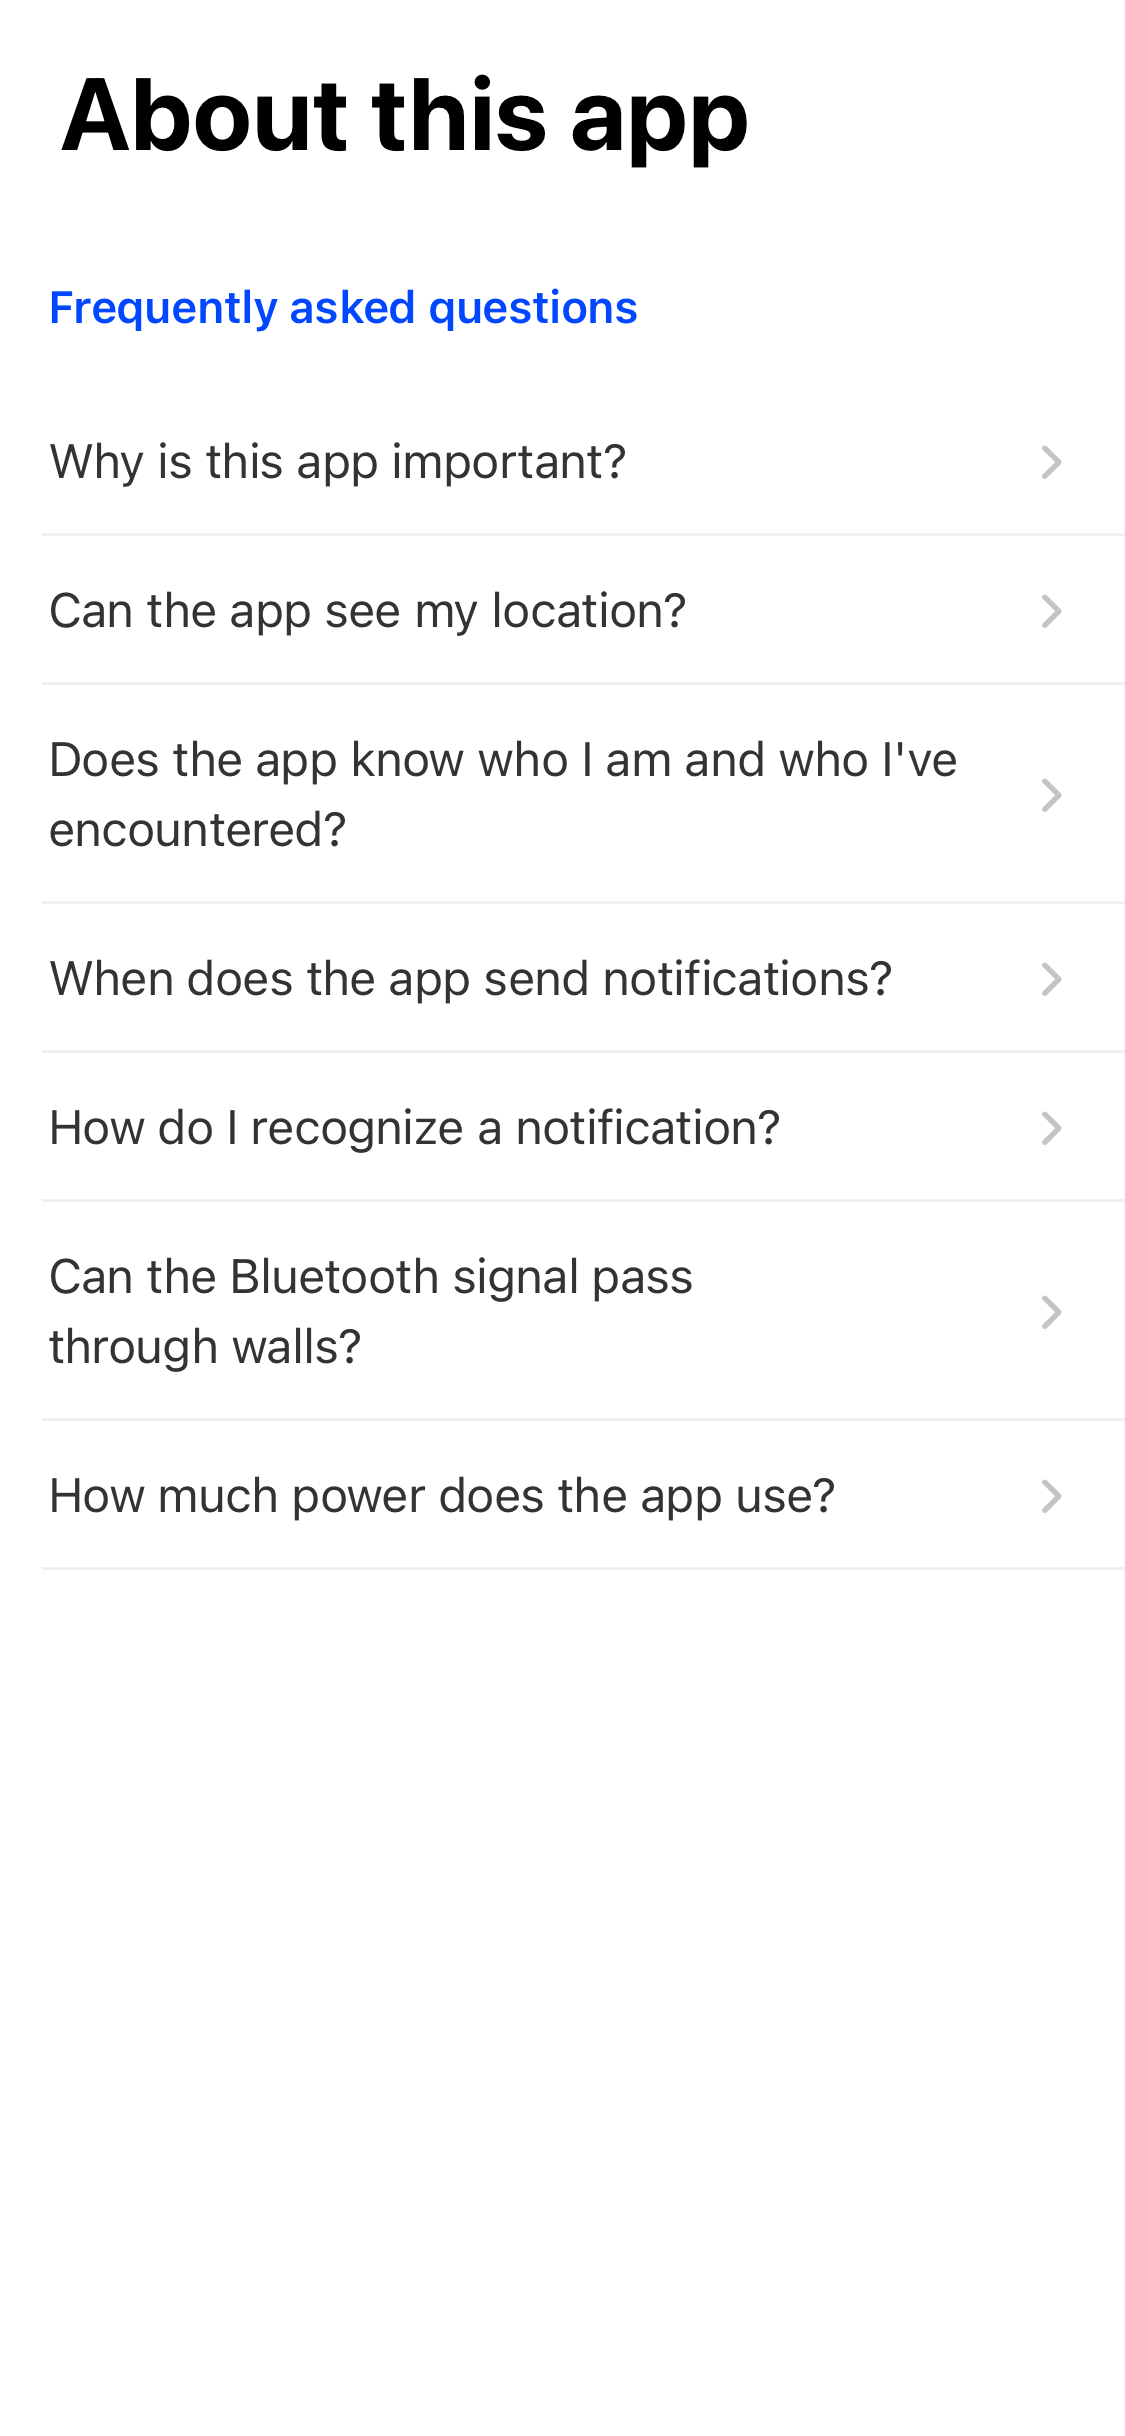 About this app
Frequently asked questions
Why is this app important?
Can the app see my location?
Does the app know who I am and who I've
encountered?
When does the app send notifications?
How do I recognize a notification?
Can the Bluetooth signal pass
through walls?
How much power does the app use?